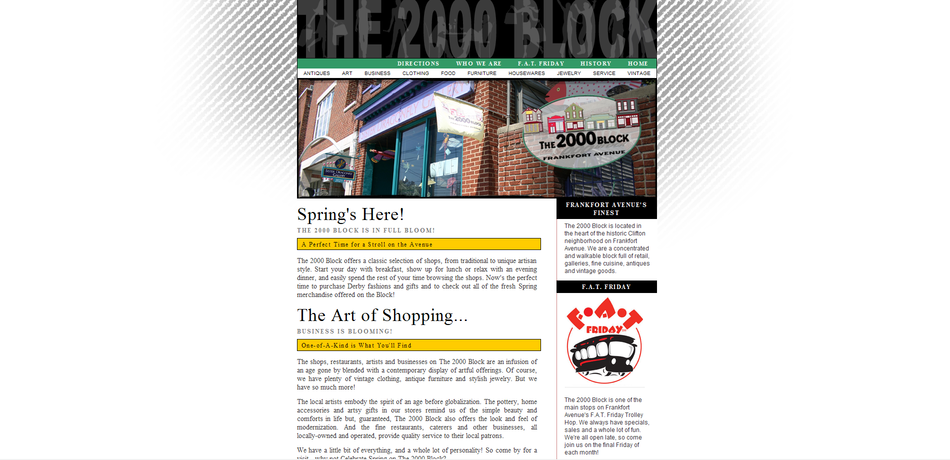 THE 2000 BLOCK
DIRECTIONS WHO WE ARE F.A.T. FRIDAY HISTORY HOME
ANTIQUES ART BUSINESS CLOTHING FOOD FURNITURE HOUSEWARES JEWELRY SERVICE VINTAGE
THE 2000 BLOCK
FRANKFORT AVENUE
Spring's Here!
THE 2000 BLOCK IS IN FULL BLOOM!
A Perfect Time for a Stroll on the Avenue
The 2000 Block offers a classic selection of shops, from traditional to unique artisan
style. Start your day with breakfast, show up for lunch or relax with an evening
dinner, and easily spend the rest of your time browsing the shops. Now's the perfect
time to purchase Derby fashions and gifts and to check out all of the fresh Spring
merchandise offered on the Block!
The Art of Shopping...
BUSINESS IS BLOOMING!
One-of-A-Kind is What You'll Find
The shops, restaurants, artists and businesses on The 2000 Block are an infusion of
an age gone by blended with a contemporary display of artful offerings. Of course,
we have plenty of vintage clothing, antique furniture and stylish jewelry. But we
have so much more!
The local artists embody the spirit of an age before globalization. The pottery, home
accessories and artsy gifts in our stores remind us of the simple beauty and
comforts in life but, guaranteed, The 2000 Block also offers the look and feel of
modernization. And the fine restaurants, caterers and other businesses, all
locally-owned and operated, provide quality service to their local patrons.
We have a little bit of everything, and a whole lot of personality! So come by for a
visit - why not Celebrate Spring on The 2000 Block?
FRANKFORT AVENUE'S
FINEST
The 2000 Block is located in
the heart of the historic Clifton
neighborhood on Frankfort
Avenue. We are a concentrated
and walkable block full of retail,
galleries, fine cuisine, antiques
and vintage goods.
F.A.T. FRIDAY
F.A.T
FRIDAY
The 2000 Block is one of the
main stops on Frankfort
Avenue's F.A.T. Friday Trolley
Hop. We always have specials,
sales and a whole lot of fun.
We're all open late, so come
join us on the final Friday of
each month!